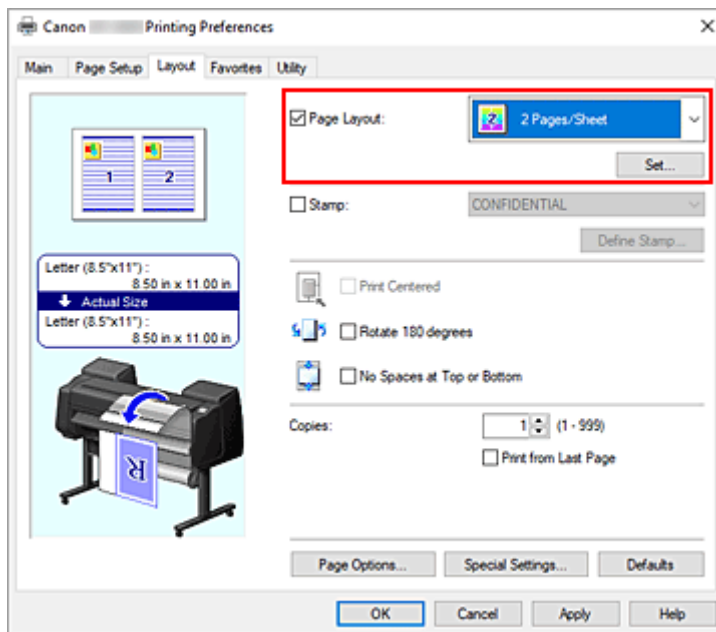 Canon Printing Preferences
Main Page Setup Layout Favorites Utility
1 2
Letter (8.5"x11") :
8.50 in x 11.00 in
Actual Size
Letter (8.5"x11") :
8.50 in x 11.00 in
R
Page Layout: 2 2 Pages/Sheet
Set...
Stamp: CONFIDENTIAL
Define Stamp...
Print Centered
Rotate 180 degrees
No Spaces at Top or Bottom
Copies: 1 (1 - 999)
Print from Last Page
Page Options... Special Settings... Defaults
OK Cancel Apply Help